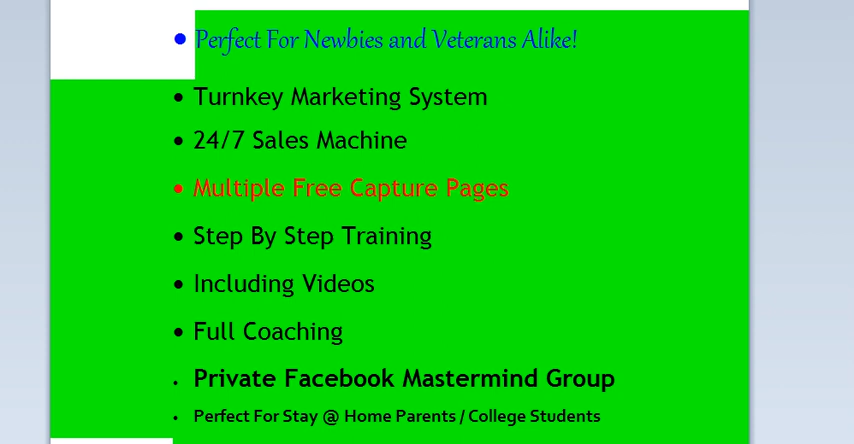 • Perfect For Newbies and Veterans Alike!
• Turnkey Marketing System
• 24/7 Sales Machine
• Multiple Free Capture Pages
• Step By Step Training
• Including Videos
• Full Coaching
• Private Facebook Mastermind Group
• Perfect For Stay @ Home Parents / College Students